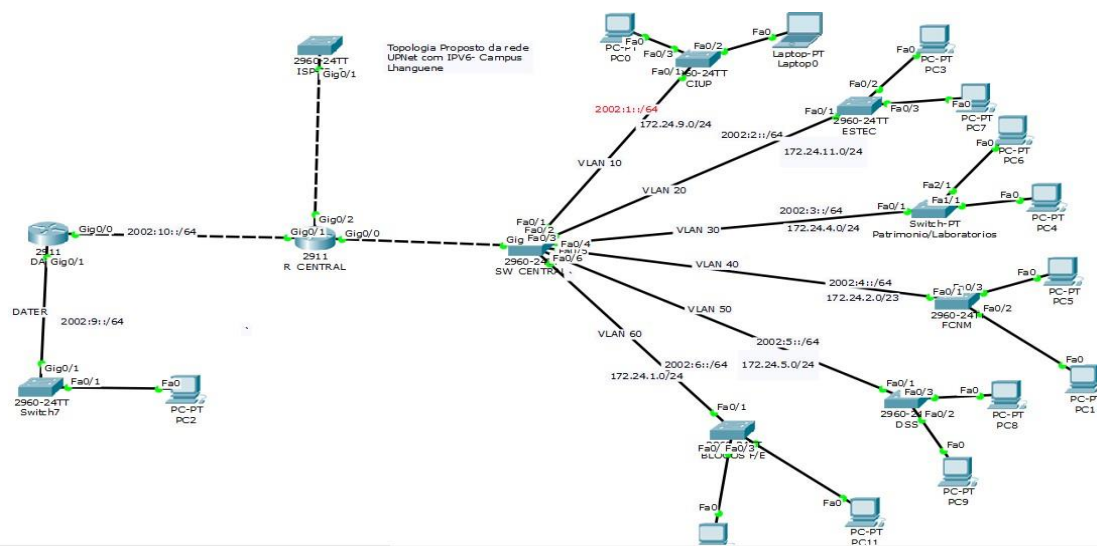 Topologia Proposto da rede
UPNet com IPV6- Campus
Lhanguene
2960-24TT
Gig0/1
Gig0/2
Gig0/1
Gig0/0
2911
R CENTRAL
2002:10::/64
Gig0/0
2911
Gig0/1
DATER
2002:9::/64
Gig0/1
Fa0/1
Fa0
2960-24TT
Switch7
PC-PT
PC2
Fa0
PC0
Fa0/3
Fa0/2
Fa0/1
CIUP
Fa0
Laptop-PT
Laptop0
2002:1::/64
172.24.9.0/24
VLAN 10
Fa0
PC-PT
PC3
Fa0/2
Fa0/1
Fa0/3
2960-24TT
ESTEC
Fa0
PC-PT
PC7
2002:2::/64
172.24.11.0/24
VLAN 20
Fa0
PC-PT
PC6
Fa2/1
Fa1/1
Fa0
Fa0/1
Switch-PT
Patrimonio/Laboratorios
PC-PT
PC4
2002:3::/64
172.24.4.0/24
VLAN 30
Fa0/1
Fa0/2
Gig
Fa0/3
Fa0/4
Fa0/6
SW CENTRAL
VLAN 40
2002:4::/64
172.24.2.0/23
Fa0/1
Fa0/3
Fa0/2
FCNM
Fa0
PC-PT
PC5
Fa0
PC-PT
PC1
VLAN 50
2002:5::/64
172.24.5.0/24
Fa0/1
Fa0/3
Fa0/2
DSS
Fa0
PC-PT
PC8
Fa0
PC-PT
PC9
VLAN 60
2002:6::/64
172.24.1.0/24
Fa0/1
Fa0/3
Fa0
Fa0
PC-PT
PC11